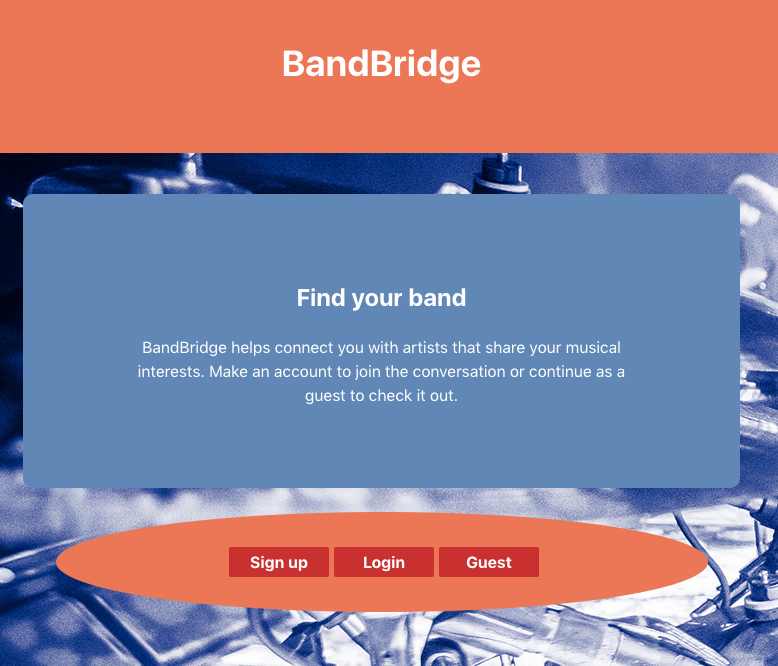 BandBridge
Find your band
BandBridge helps connect you with artists that share your musical
interests. Make an account to join the conversation or continue as a
guest to check it out.
Sign up
Login
Guest